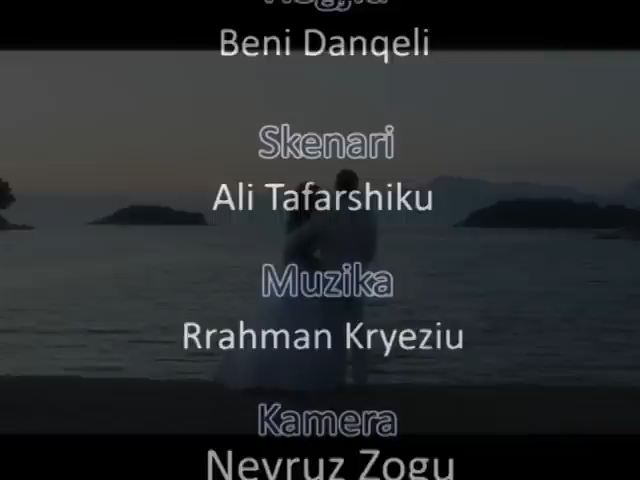 Beni Danqeli
Skenari
Ali Tafarshiku
Muzika
Rrahman Kryeziu
Kamera
Nevruz Zogu